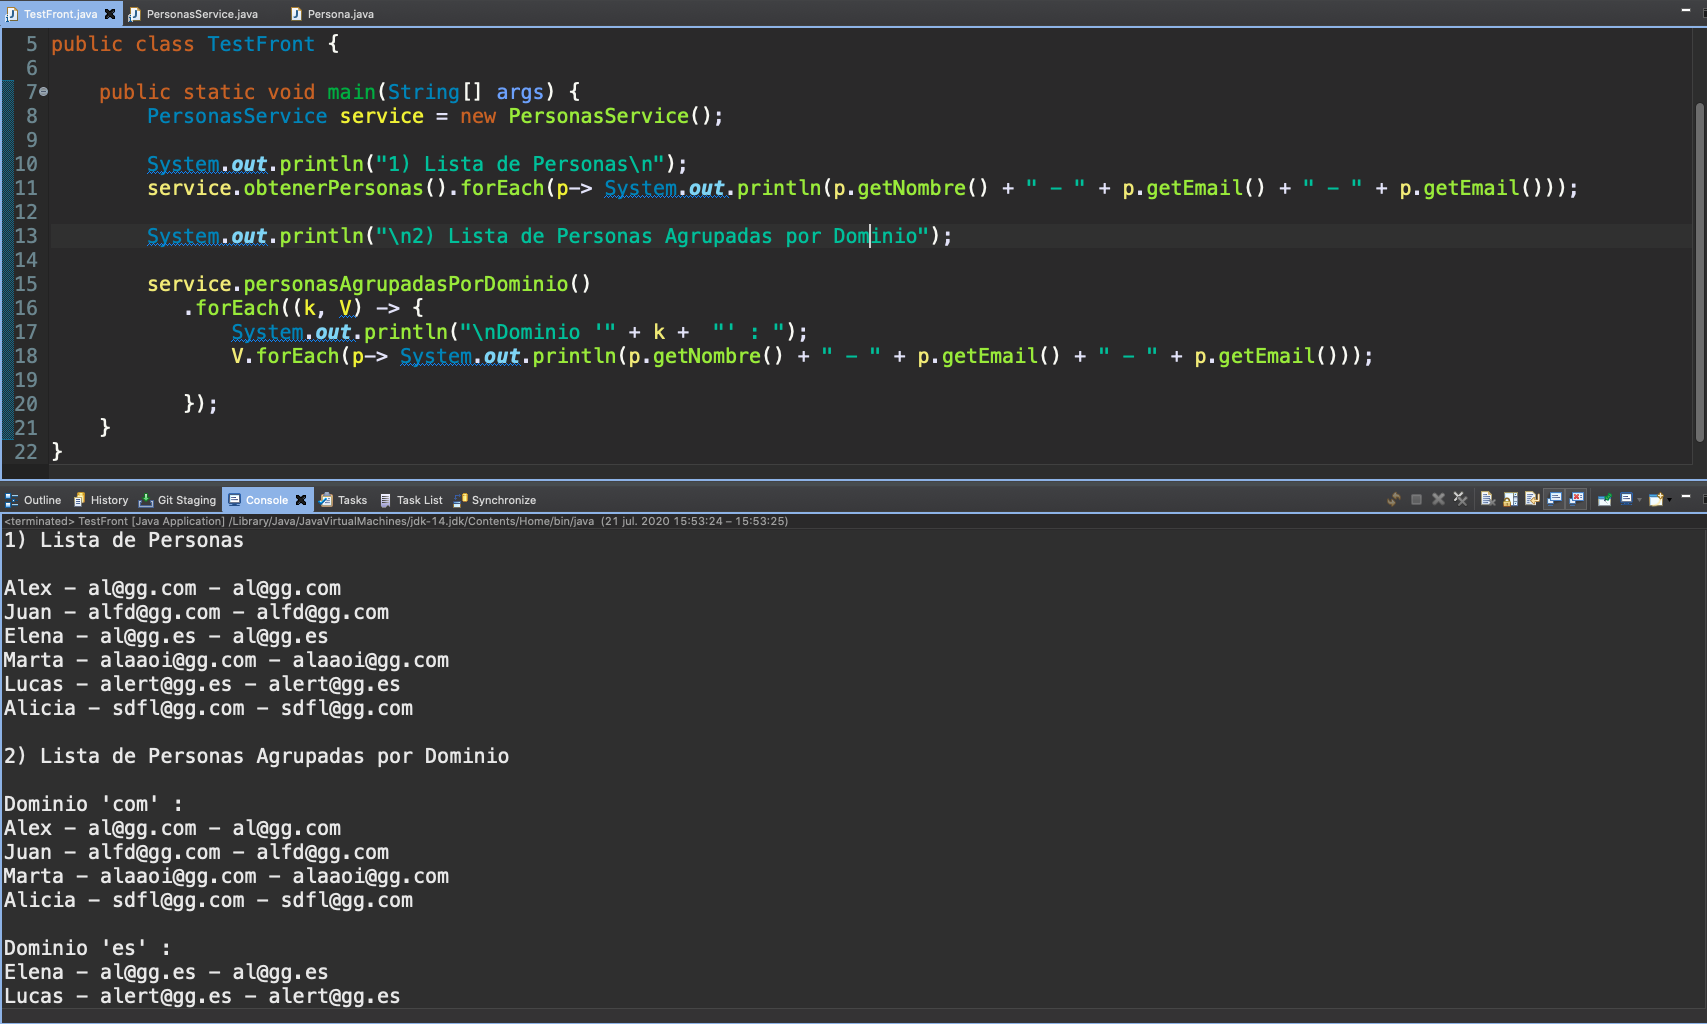 TestFront.java PersonasService.java Persona.java
5 public class TestFront {
6
7 public static void main(String[] args) {
8 PersonasService service = new PersonasService();
9
10 System.out.println("1) Lista de Personas\n");
11 service.obtenerPersonas().forEach(p-> System.out.println(p.getNombre() + " - " + p.getEmail() + " - " + p.getEmail()));
12
13 System.out.println("\n2) Lista de Personas Agrupadas por Dominio");
14
15 service.personasAgrupadasPorDominio()
16 .forEach((k, V) -> {
17 System.out.println("\nDominio '" + k +  "' : ");
18 V.forEach(p-> System.out.println(p.getNombre() + " - " + p.getEmail() + " - " + p.getEmail()));
19
20 });
21 }
22 }
Outline History Git Staging Console Tasks Task List Synchronize
<terminated> TestFront [Java Application] /Library/Java/JavaVirtualMachines/jdk-14.jdk/Contents/Home/bin/java (21 jul. 2020 15:53:24 – 15:53:25)
1) Lista de Personas
Alex - al@gg.com - al@gg.com
Juan - alfd@gg.com - alfd@gg.com
Elena - al@gg.es - al@gg.es
Marta - alaaoi@gg.com - alaaoi@gg.com
Lucas - alert@gg.es - alert@gg.es
Alicia - sdfl@gg.com - sdfl@gg.com
2) Lista de Personas Agrupadas por Dominio
Dominio 'com' :
Alex - al@gg.com - al@gg.com
Juan - alfd@gg.com - alfd@gg.com
Marta - alaaoi@gg.com - alaaoi@gg.com
Alicia - sdfl@gg.com - sdfl@gg.com
Dominio 'es' :
Elena - al@gg.es - al@gg.es
Lucas - alert@gg.es - alert@gg.es